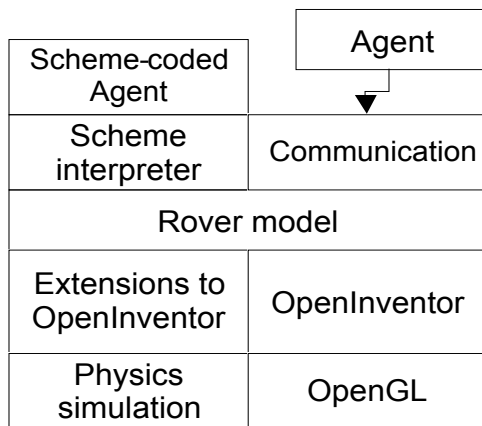 Agent
Scheme-coded
Agent
Scheme
interpreter
Communication
Rover model
Extensions to
OpenInventor
OpenInventor
Physics
simulation
OpenGL